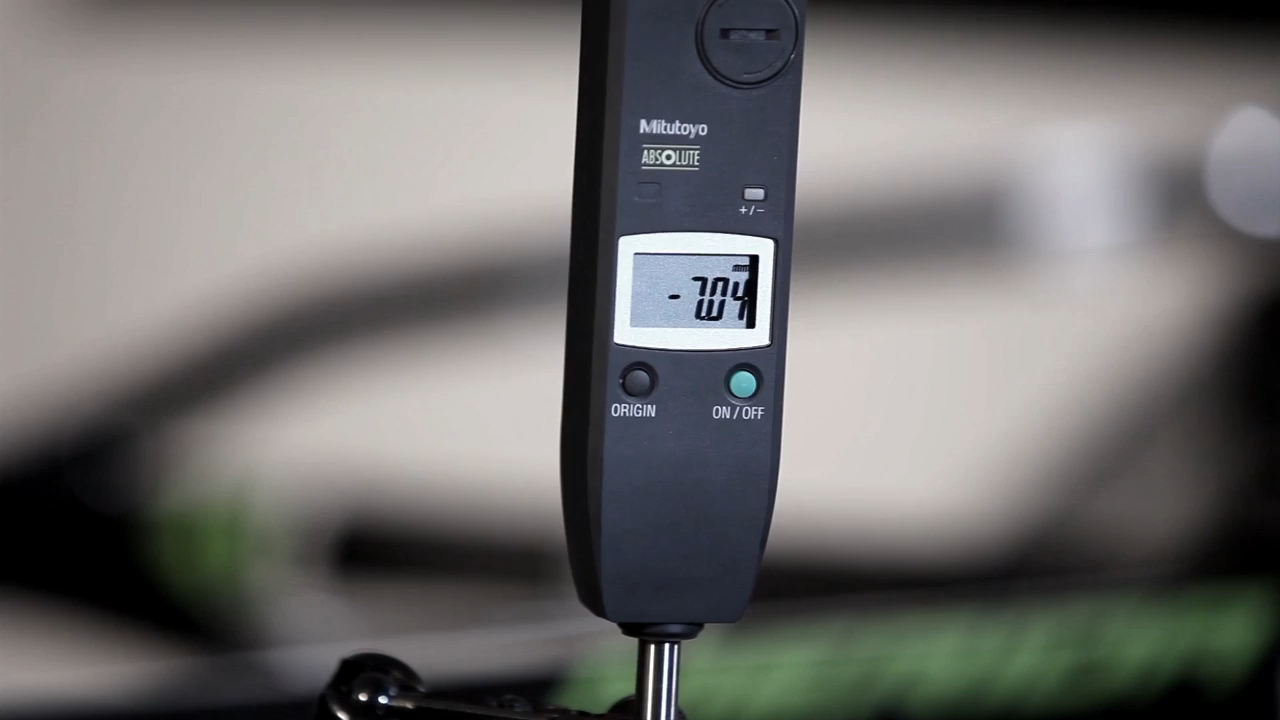 Mitutoyo
ABSOLUTE
+/−
-7.04
ORIGIN
ON / OFF